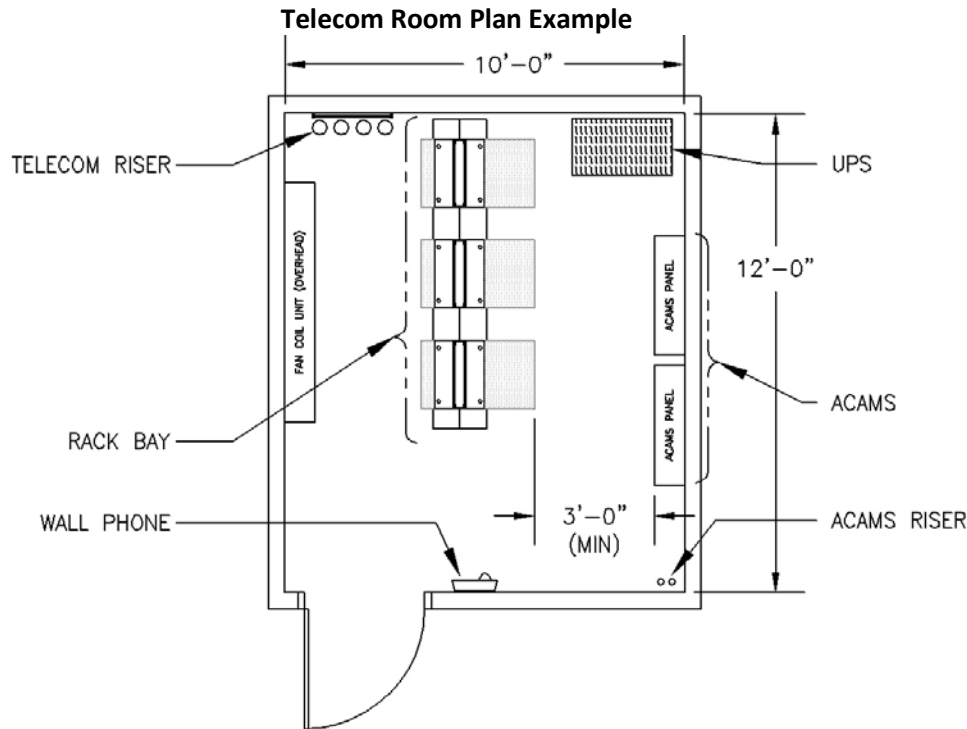 Telecom Room Plan Example
10'-0"
TELECOM RISER
UPS
FAN COIL UNIT (OVERHEAD)
12'-0"
ACAMS PANEL
ACAMS PANEL
ACAMS
RACK BAY
3'-0"
(MIN)
WALL PHONE
ACAMS RISER